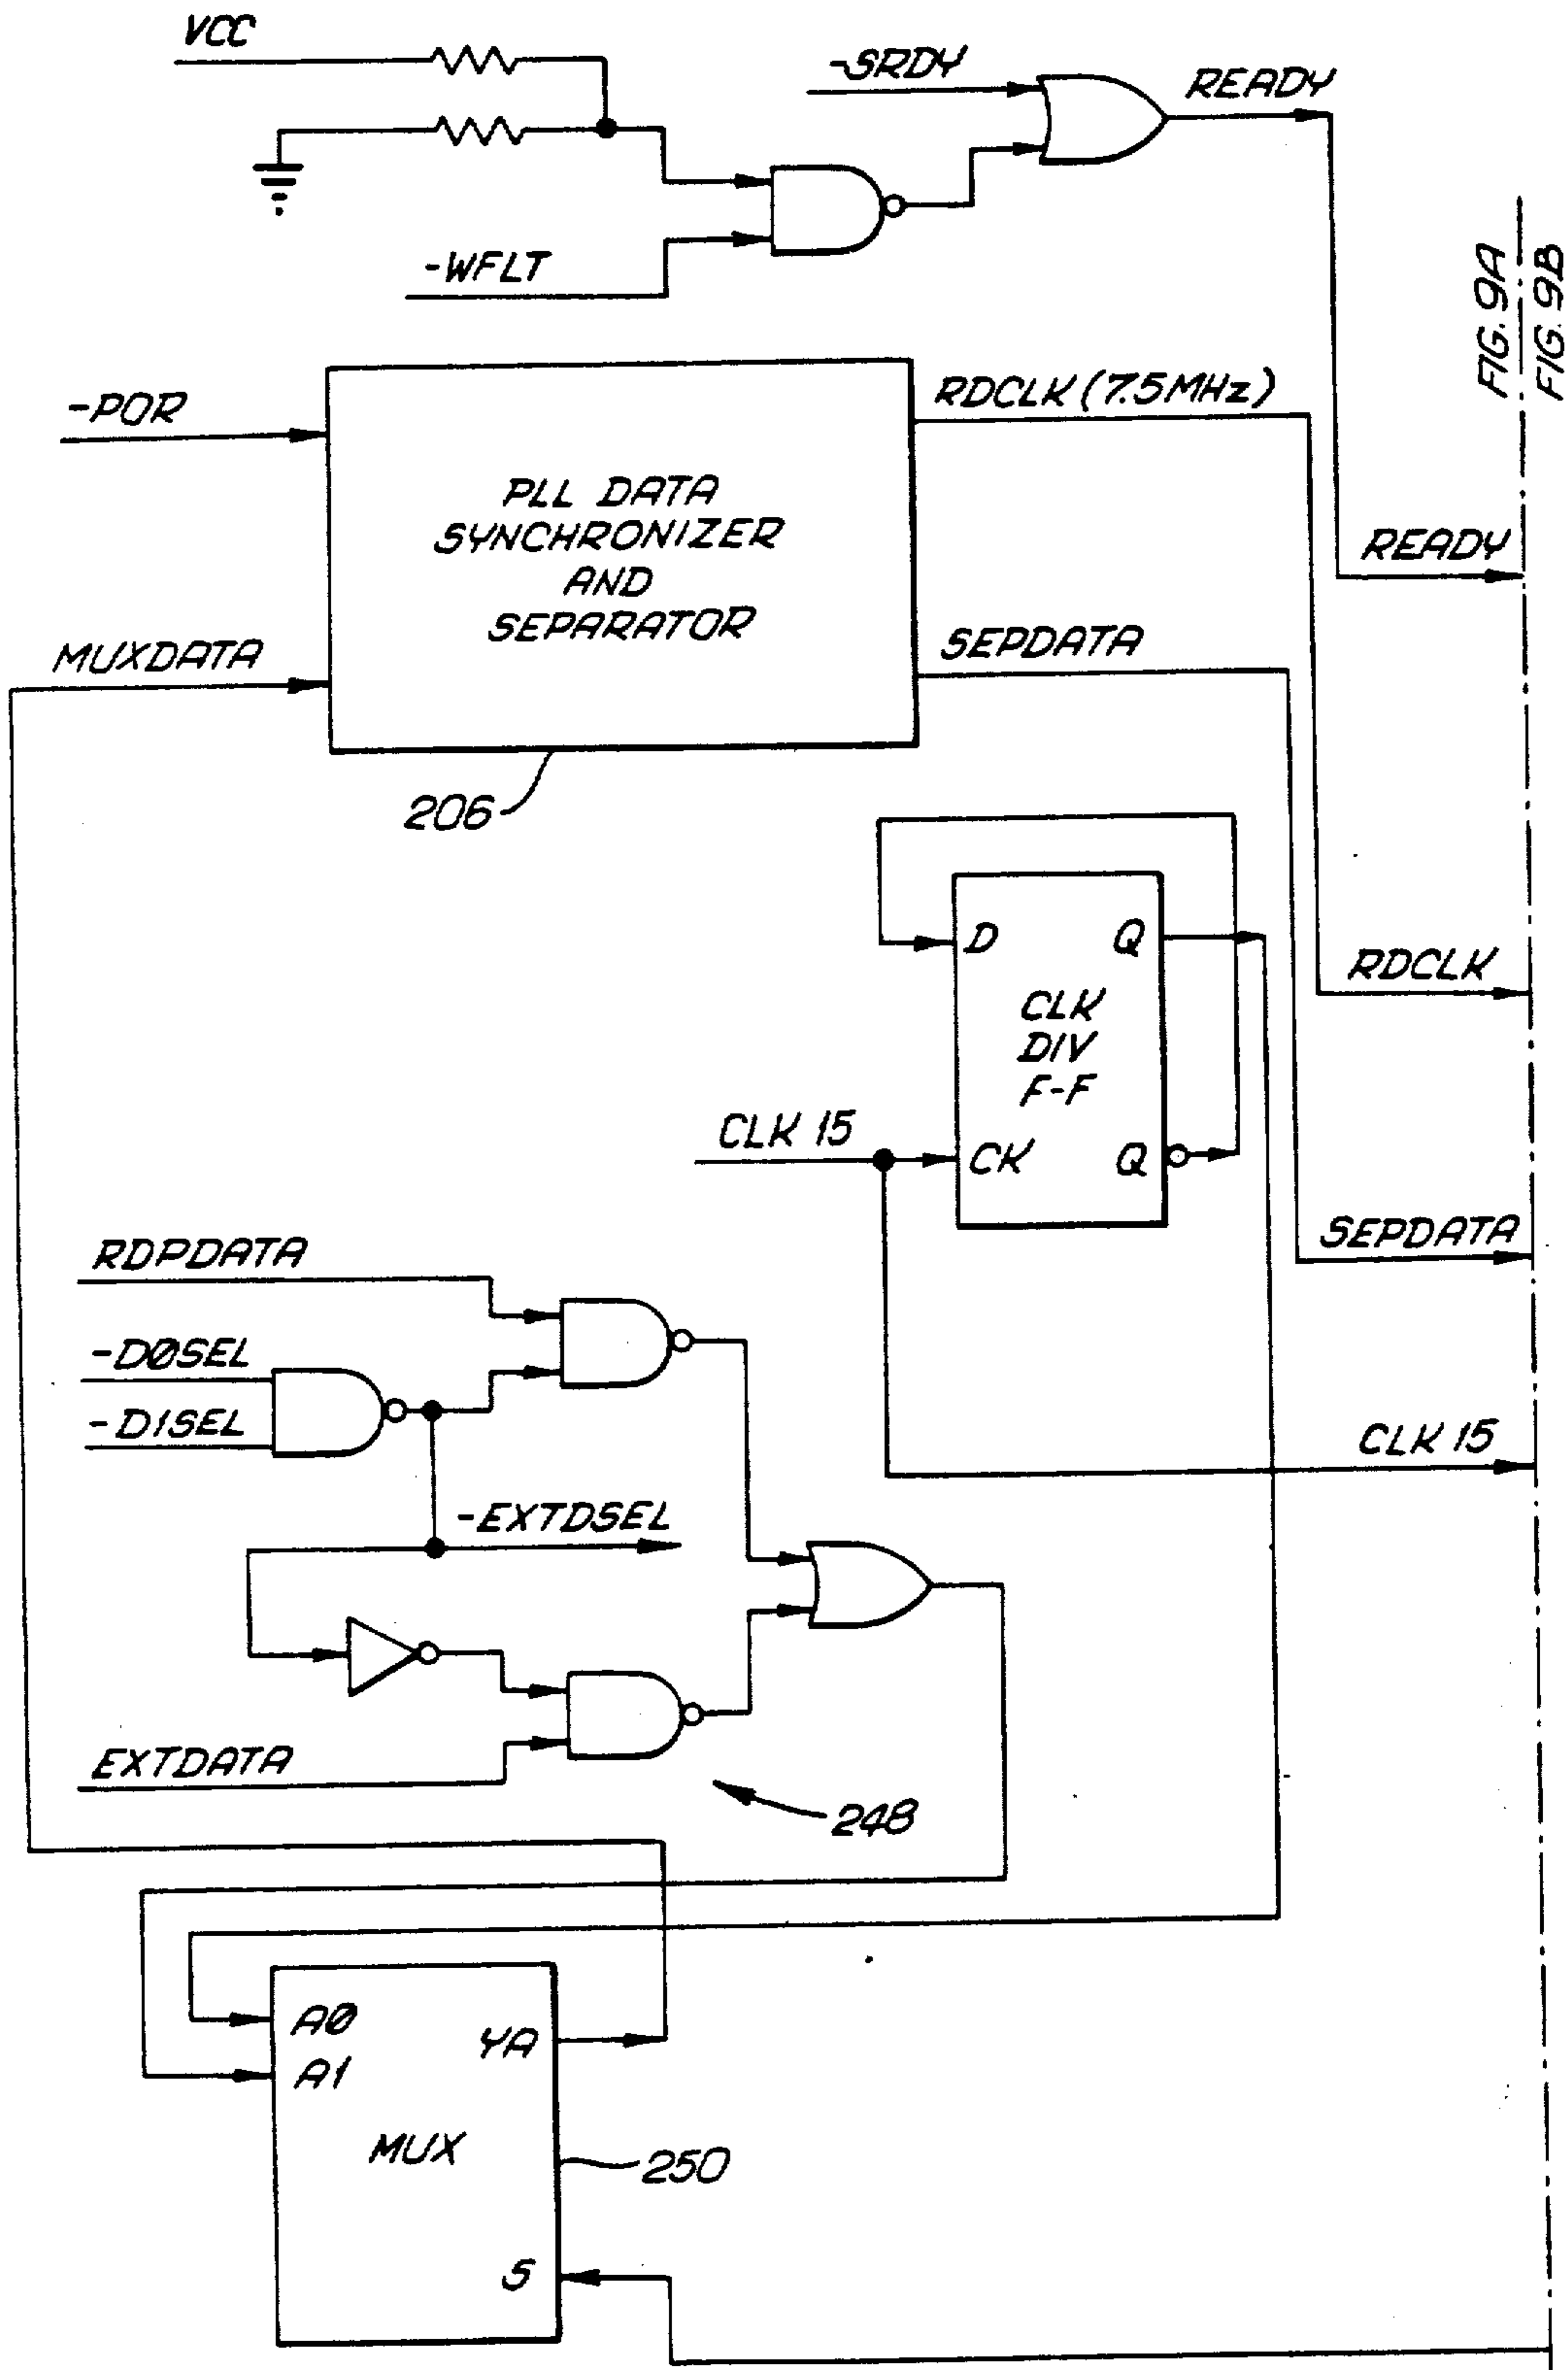 VCC
-SRDY
READY
-WFLT
FIG. 9A
FIG. 9B
-POR
RDCLK (7.5MHz)
PLL DATA
SYNCHRONIZER
AND
SEPARATOR
READY
MUXDATA
SEPDATA
206
D
Q
RDCLK
CLK
DIV
F-F
CLK 15
CK
Q
SEPDATA
RDPDATA
-DØSEL
-D1SEL
CLK 15
-EXTDSEL
EXTDATA
248
AØ
YA
A1
MUX
250
S